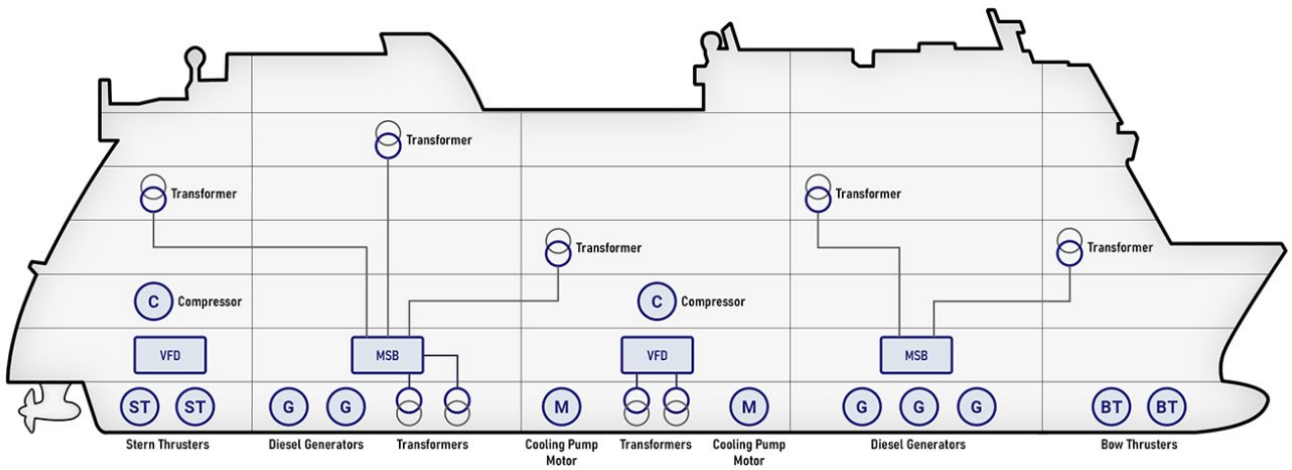 Transformer
Transformer
Transformer
Transformer
Transformer
C Compressor
C Compressor
VFD
MSB
VFD
MSB
ST ST G G M M G G G BT BT
Stern Thrusters
Diesel Generators
Transformers
Cooling Pump
Motor
Transformers
Cooling Pump
Motor
Diesel Generators
Bow Thrusters